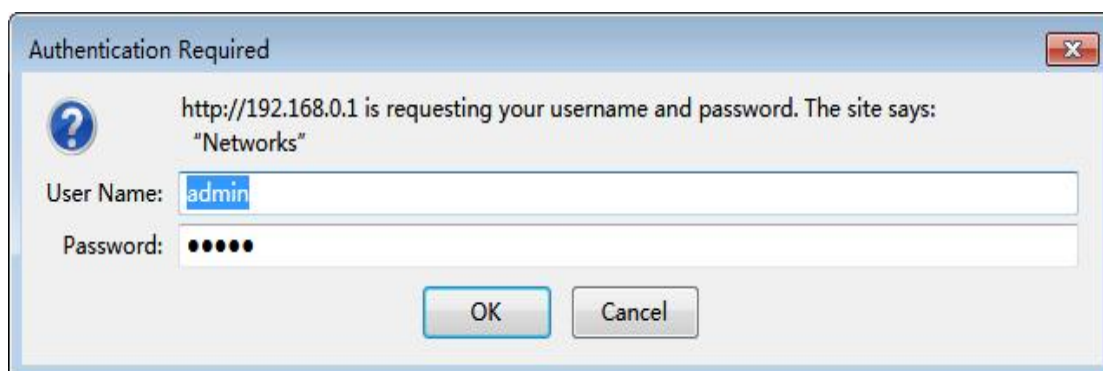 Authentication Required
http://192.168.0.1 is requesting your username and password. The site says:
"Networks"
User Name: admin
Password: •••••
OK Cancel